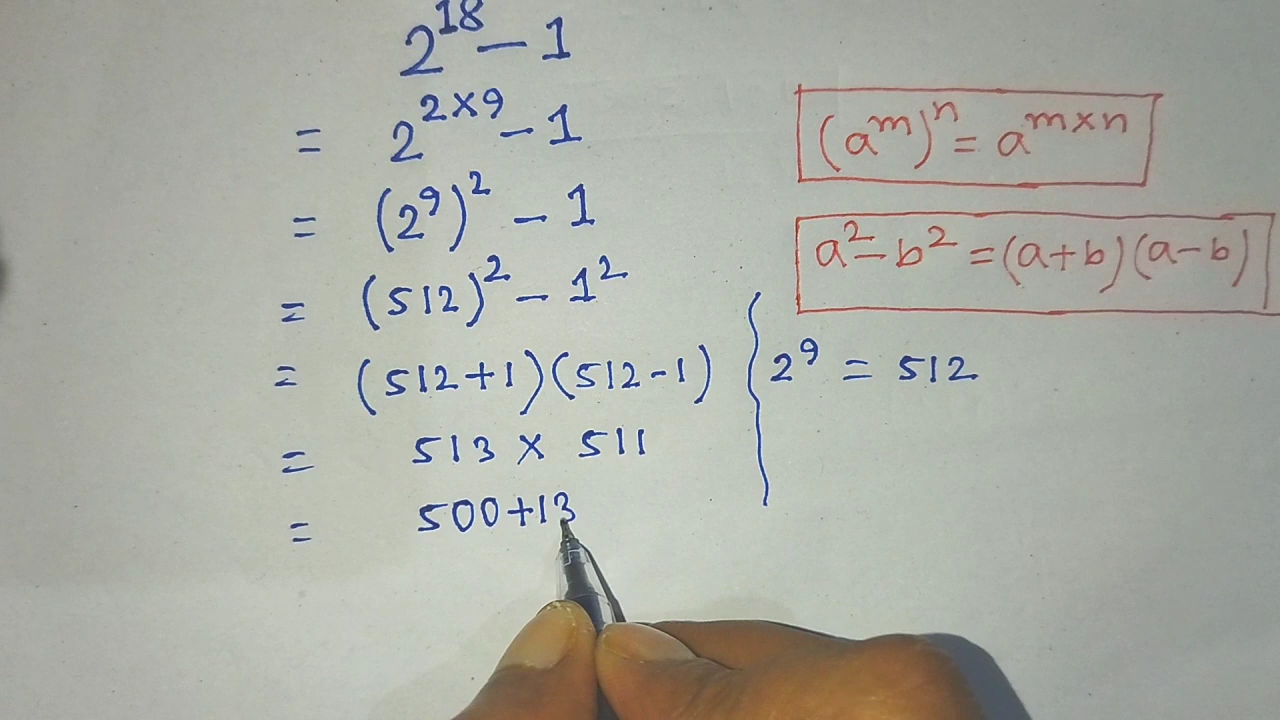 2^18 - 1
= 2^2×9 - 1
= (2^9)^2 - 1
= (512)^2 - 1^2
= (512+1)(512-1)
= 513 × 511
= 500+13
(a^m)^n = a^m×n
a^2 - b^2 = (a+b)(a-b)
2^9 = 512